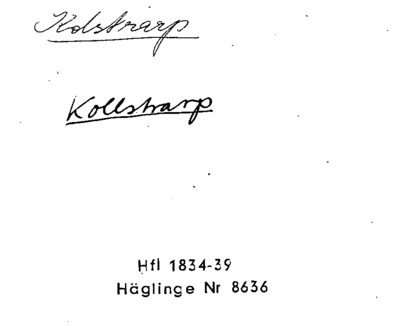 Kolstrarp
Kollstrarp
Hfl 1834-39
Häglinge Nr 8636